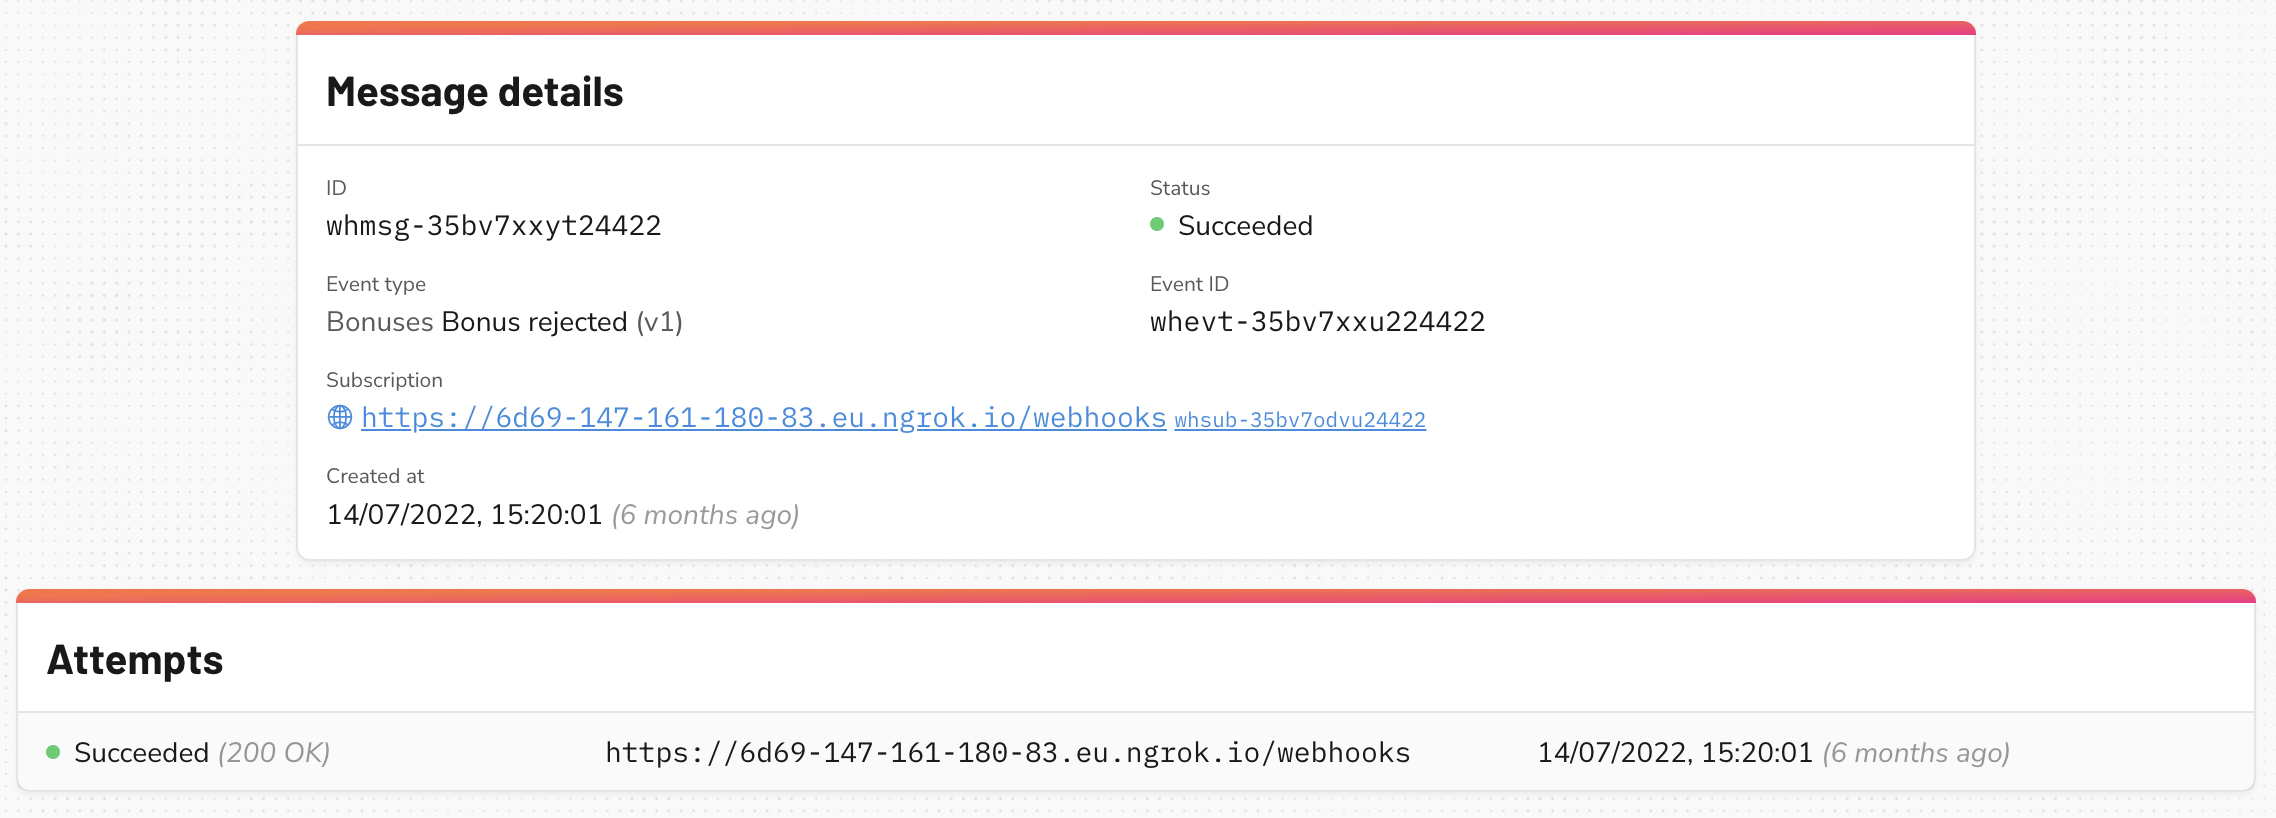 Message details
ID
whmsg-35bv7xxyt24422
Status
Succeeded
Event type
Bonuses Bonus rejected (v1)
Event ID
whevt-35bv7xxu224422
Subscription
https://6d69-147-161-180-83.eu.ngrok.io/webhooks whsub-35bv7odvu24422
Created at
14/07/2022, 15:20:01 (6 months ago)
Attempts
Succeeded (200 OK) https://6d69-147-161-180-83.eu.ngrok.io/webhooks 14/07/2022, 15:20:01 (6 months ago)